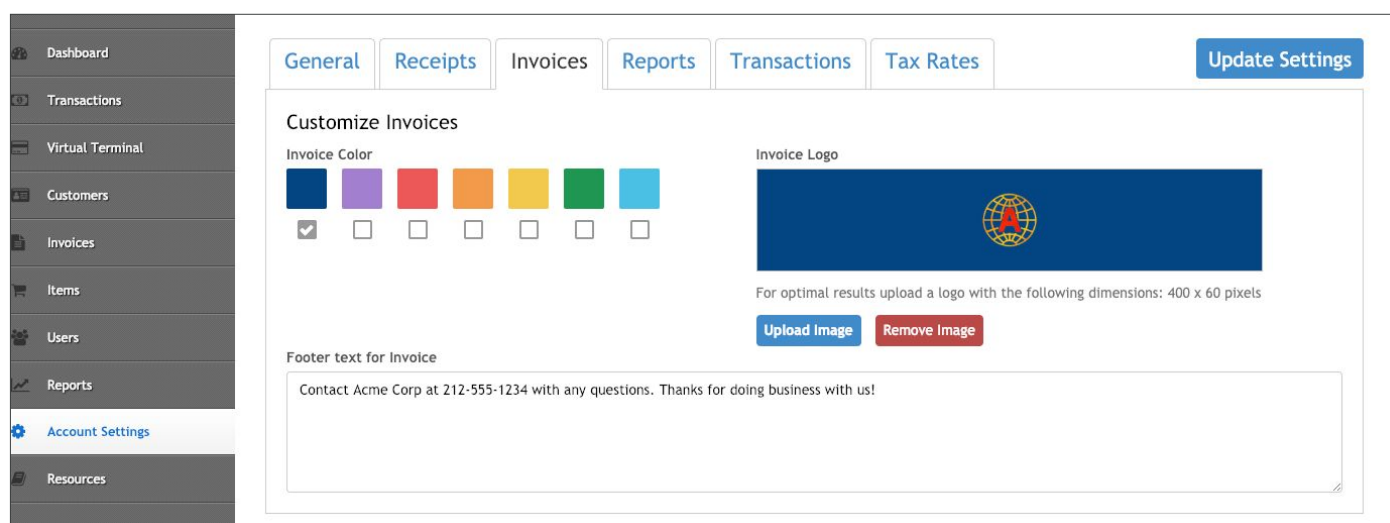 Dashboard
Transactions
Virtual Terminal
Customers
Invoices
Items
Users
Reports
Account Settings
Resources
General
Receipts
Invoices
Reports
Transactions
Tax Rates
Update Settings
Customize Invoices
Invoice Color
Invoice Logo
A
For optimal results upload a logo with the following dimensions: 400 x 60 pixels
Upload Image
Remove Image
Footer text for Invoice
Contact Acme Corp at 212-555-1234 with any questions. Thanks for doing business with us!